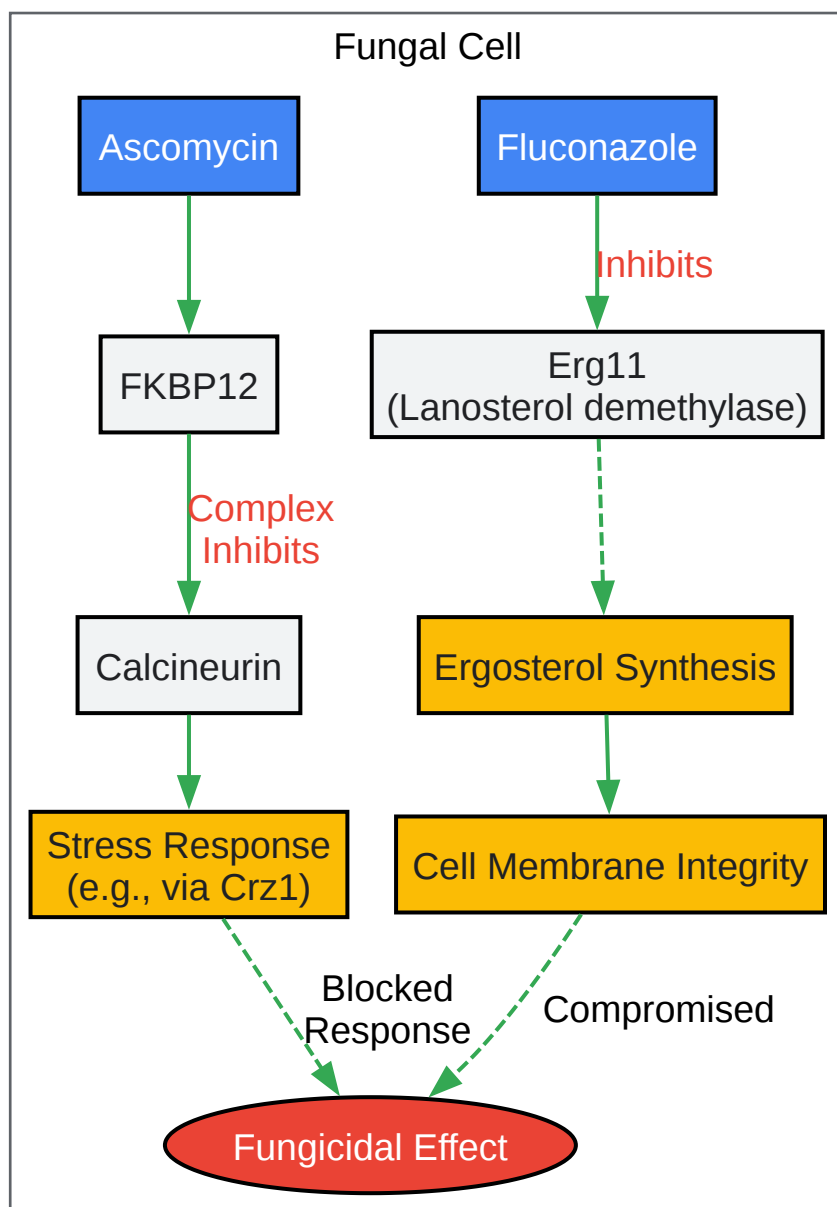 Fungal Cell
Ascomycin
Fluconazole
Inhibits
FKBP12
Erg11
(Lanosterol demethylase)
Complex
Inhibits
Calcineurin
Ergosterol Synthesis
Stress Response
(e.g., via Crz1)
Cell Membrane Integrity
Blocked
Response
Compromised
Fungicidal Effect